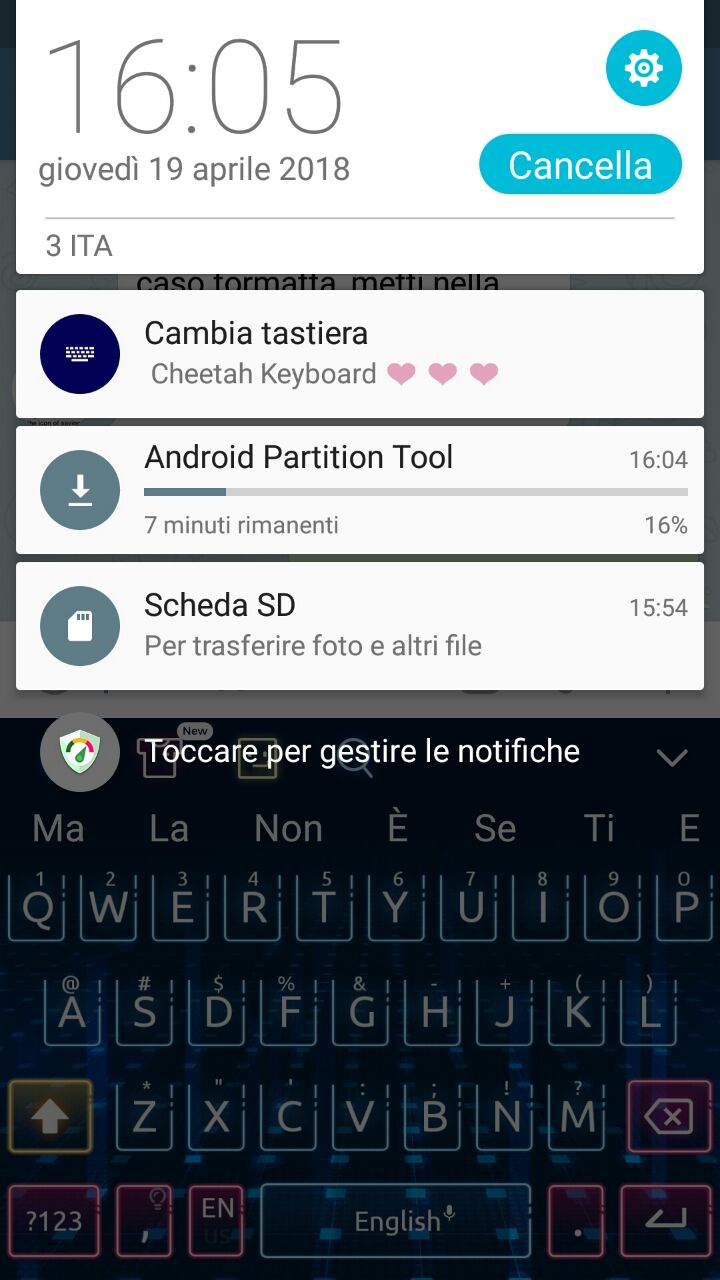 16:05
giovedì 19 aprile 2018
Cancella
3 ITA
caso formatta, metti nella
Cambia tastiera
Cheetah Keyboard
Android Partition Tool
16:04
7 minuti rimanenti
16%
Scheda SD
15:54
Per trasferire foto e altri file
New
Toccare per gestire le notifiche
Ma La Non È Se Ti E
1 2 3 4 5 6 7 8 9 0
Q W E R T Y U I O P
@ # $ % & - + ( )
A S D F G H J K L
* " ' : ; ! ?
Z X C V B N M
?123 , EN English .
US